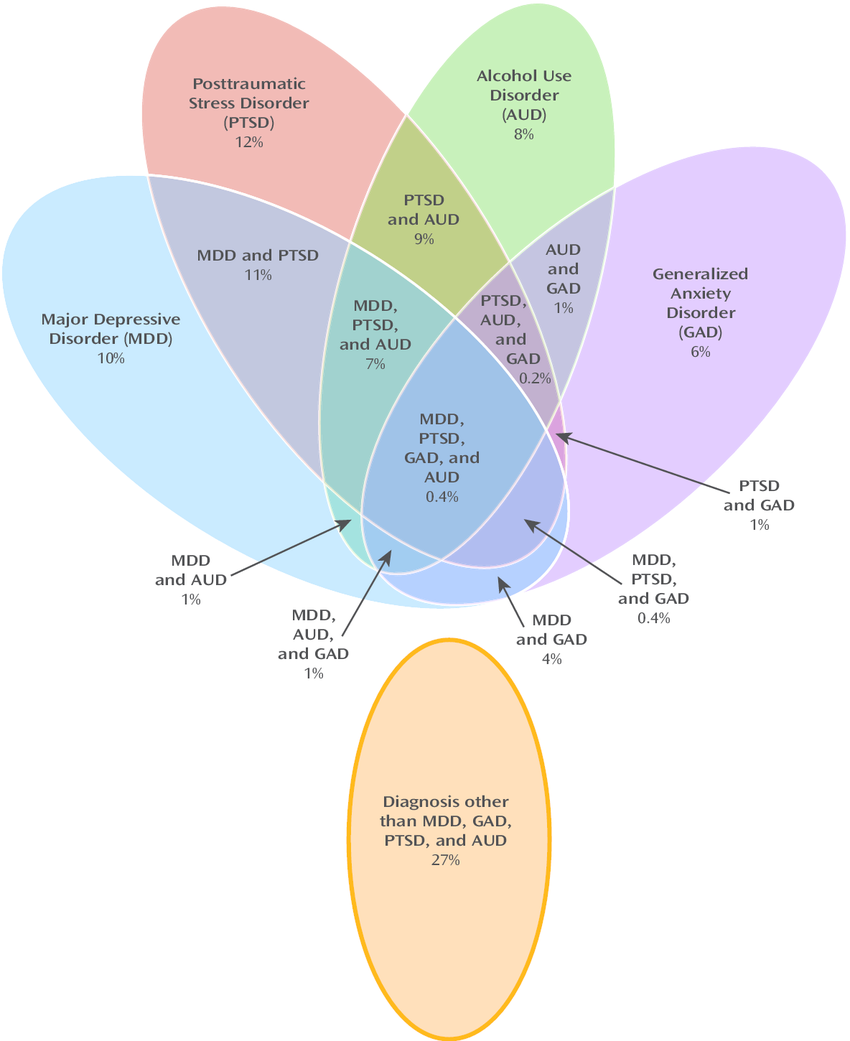 Posttraumatic
Stress Disorder
(PTSD)
12%
Alcohol Use
Disorder
(AUD)
8%
PTSD
and AUD
9%
MDD and PTSD
11%
AUD
and
GAD
1%
Generalized
Anxiety
Disorder
(GAD)
6%
Major Depressive
Disorder (MDD)
10%
MDD,
PTSD,
and AUD
7%
PTSD,
AUD,
and
GAD
0.2%
MDD,
PTSD,
GAD, and
AUD
0.4%
PTSD
and GAD
1%
MDD
and AUD
1%
MDD,
PTSD,
and GAD
0.4%
MDD,
AUD,
and GAD
1%
MDD
and GAD
4%
Diagnosis other
than MDD, GAD,
PTSD, and AUD
27%